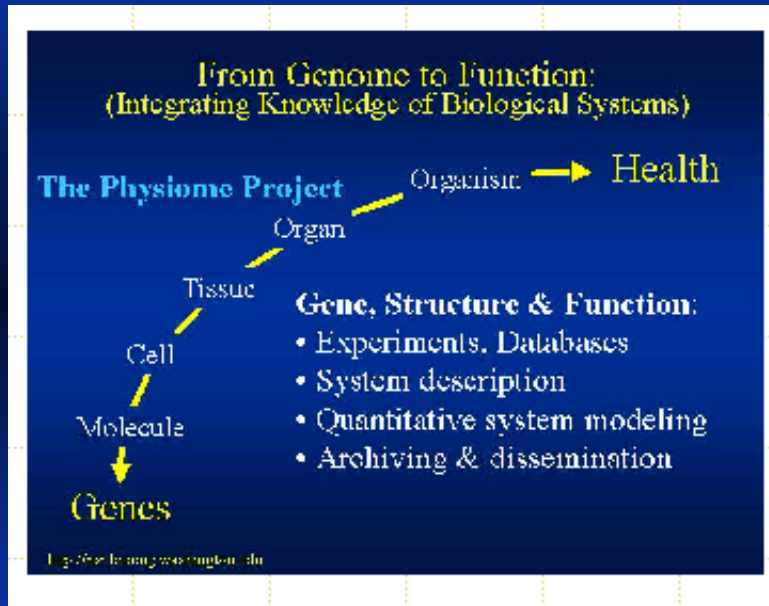 From Genome to Function:
(Integrating Knowledge of Biological Systems)
The Physiome Project
Organism
Health
Organ
Tissue
Cell
Molecule
Genes
Gene, Structure & Function:
• Experiments, Databases
• System description
• Quantitative system modeling
• Archiving & dissemination